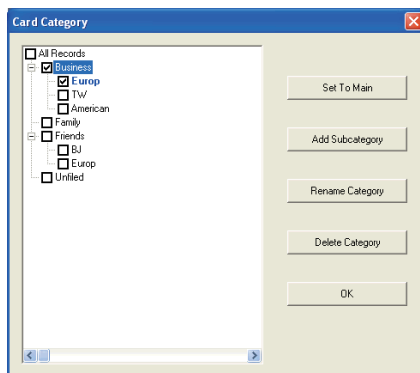 Card Category
All Records
Business
Europ
TW
American
Family
Friends
BJ
Europ
Unfiled
Set To Main
Add Subcategory
Rename Category
Delete Category
OK